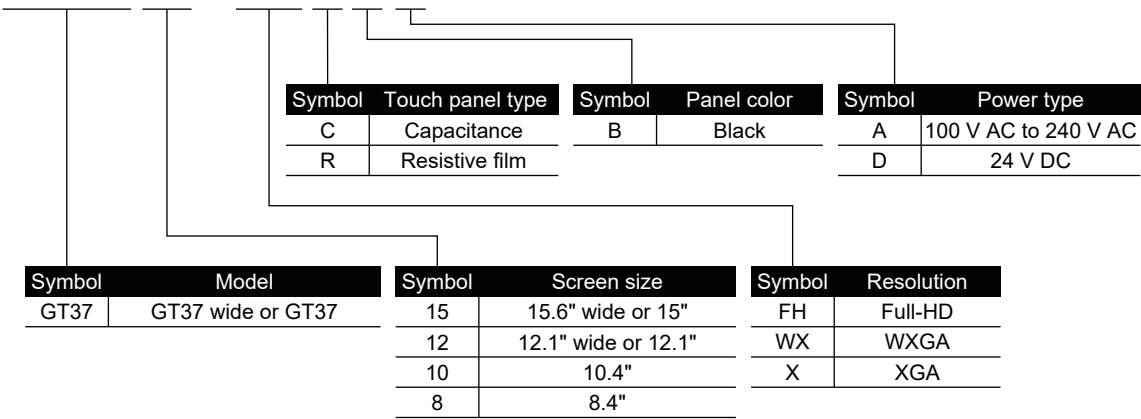 Symbol Touch panel type
C Capacitance
R Resistive film
Symbol Panel color
B Black
Symbol Power type
A 100 V AC to 240 V AC
D 24 V DC
Symbol Model
GT37 GT37 wide or GT37
Symbol Screen size
15 15.6" wide or 15"
12 12.1" wide or 12.1"
10 10.4"
8 8.4"
Symbol Resolution
FH Full-HD
WX WXGA
X XGA